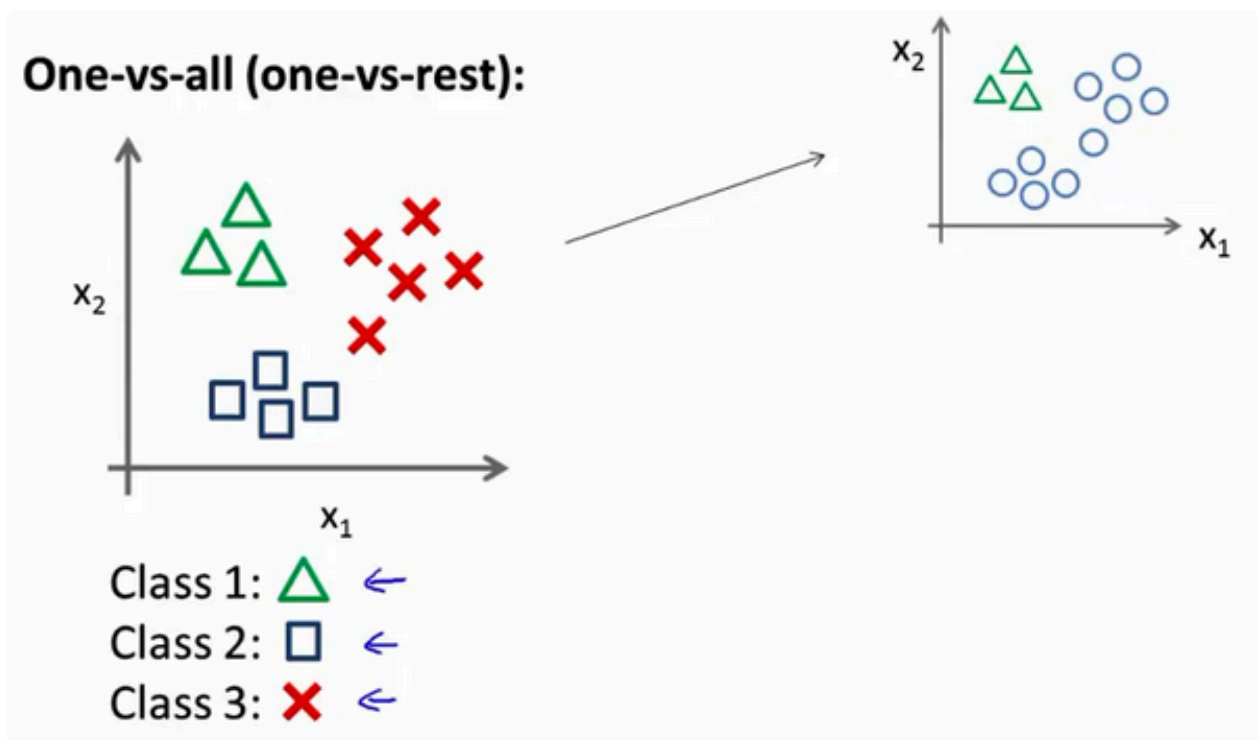 One-vs-all (one-vs-rest):
x₂
x₁
x₂
x₁
Class 1:
Class 2:
Class 3: